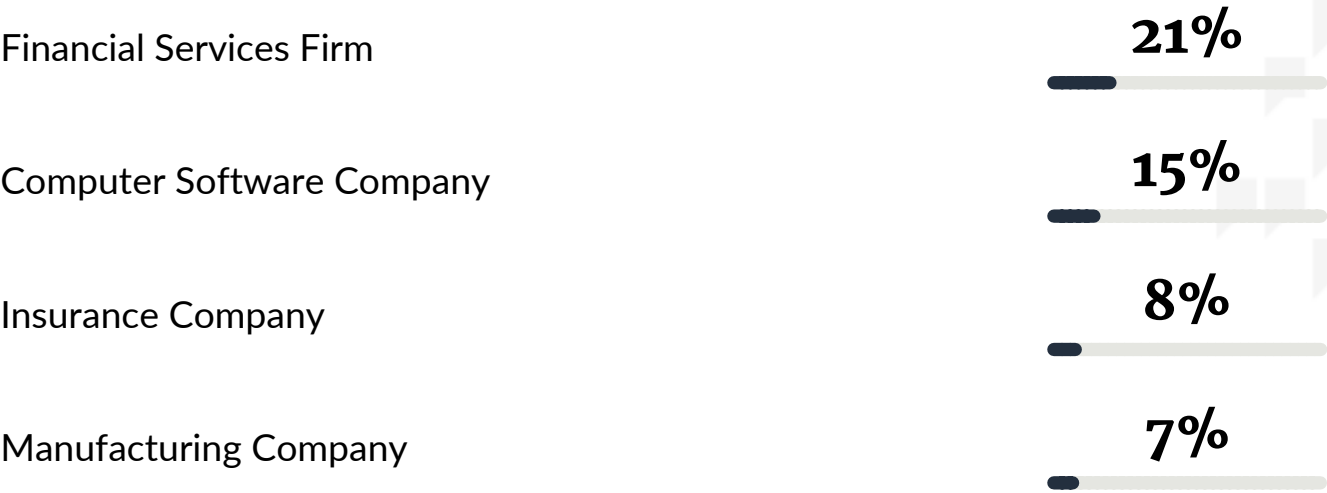 Financial Services Firm 21%
Computer Software Company 15%
Insurance Company 8%
Manufacturing Company 7%